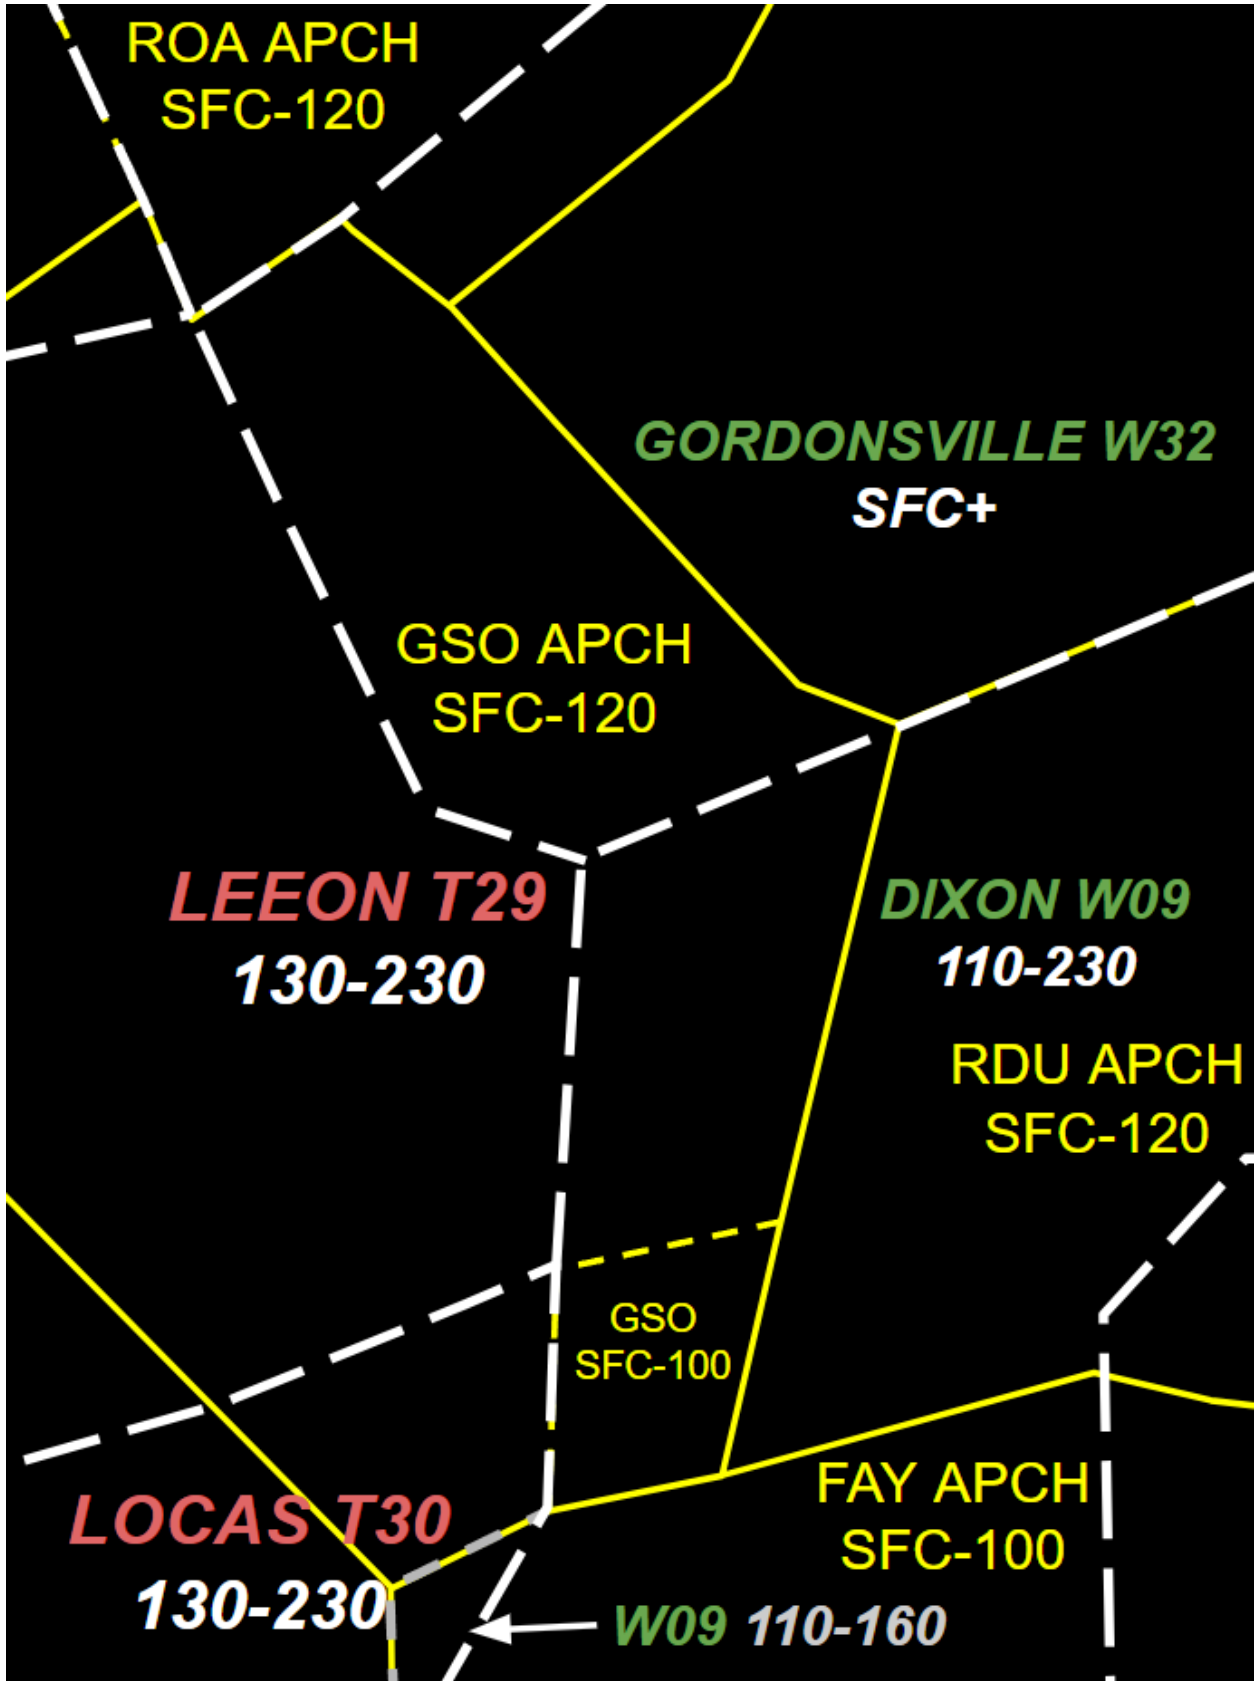 ROA APCH
SFC-120
GORDONSVILLE W32
SFC+
GSO APCH
SFC-120
LEEON T29
130-230
DIXON W09
110-230
RDU APCH
SFC-120
GSO
SFC-100
FAY APCH
SFC-100
LOCAS T30
130-230
W09 110-160